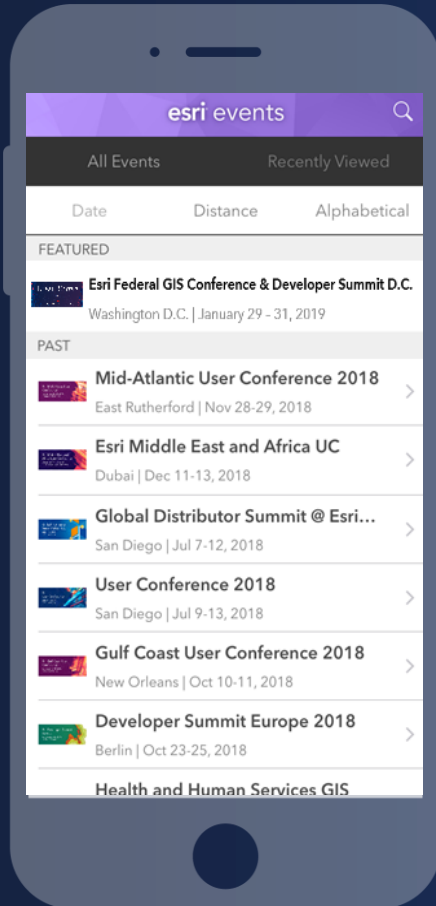 esri events
All Events Recently Viewed
Date Distance Alphabetical
FEATURED
Esri Federal GIS Conference & Developer Summit D.C.
Washington D.C. | January 29 - 31, 2019
PAST
Mid-Atlantic User Conference 2018
East Rutherford | Nov 28-29, 2018
Esri Middle East and Africa UC
Dubai | Dec 11-13, 2018
Global Distributor Summit @ Esri...
San Diego | Jul 7-12, 2018
User Conference 2018
San Diego | Jul 9-13, 2018
Gulf Coast User Conference 2018
New Orleans | Oct 10-11, 2018
Developer Summit Europe 2018
Berlin | Oct 23-25, 2018
Health and Human Services GIS